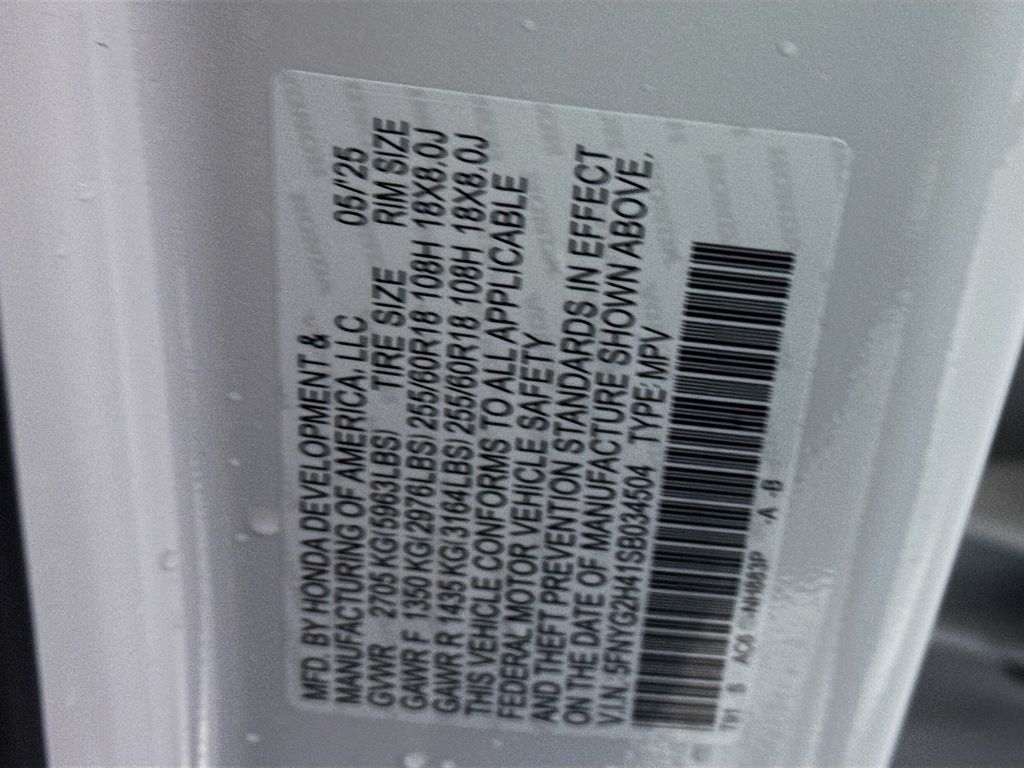 MFD. BY HONDA DEVELOPMENT &
MANUFACTURING OF AMERICA, LLC 05/'25
GVWR 2705 KG(5963LBS) TIRE SIZE RIM SIZE
GAWR F 1350 KG(2976LBS) 255/60R18 108H 18X8.0J
GAWR R 1435 KG(3164LBS) 255/60R18 108H 18X8.0J
THIS VEHICLE CONFORMS TO ALL APPLICABLE
FEDERAL MOTOR VEHICLE SAFETY
AND THEFT PREVENTION STANDARDS IN EFFECT
ON THE DATE OF MANUFACTURE SHOWN ABOVE.
V.I.N. 5FNYG2H41SB034504 TYPE: MPV
T91 S AO6 NH883P -A -B